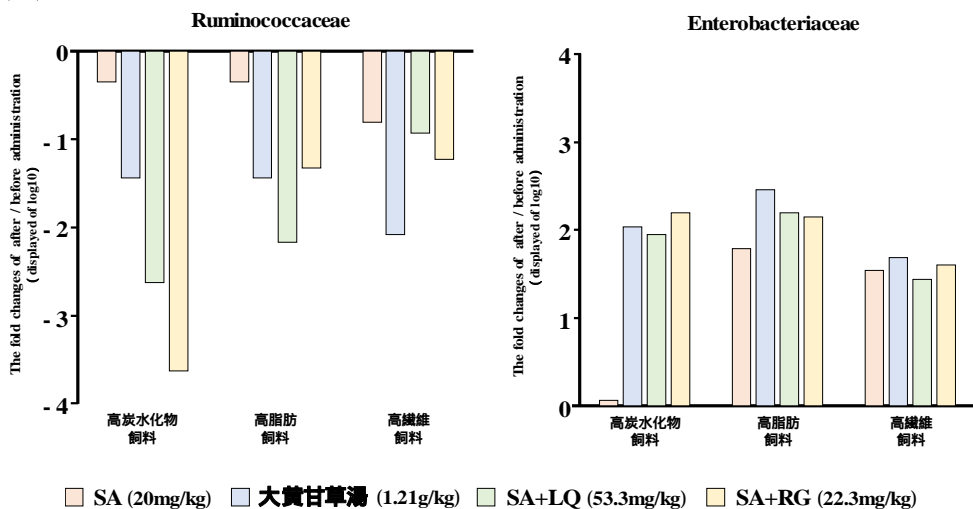 Ruminococcaceae
The fold changes of after / before administration
(displayed of log10)
0
- 1
- 2
- 3
- 4
高炭水化物
飼料
高脂肪
飼料
高繊維
飼料
Enterobacteriaceae
The fold changes of after / before administration
(displayed of log10)
4
3
2
1
0
高炭水化物
飼料
高脂肪
飼料
高繊維
飼料
SA (20mg/kg) 大黄甘草湯 (1.21g/kg) SA+LQ (53.3mg/kg) SA+RG (22.3mg/kg)